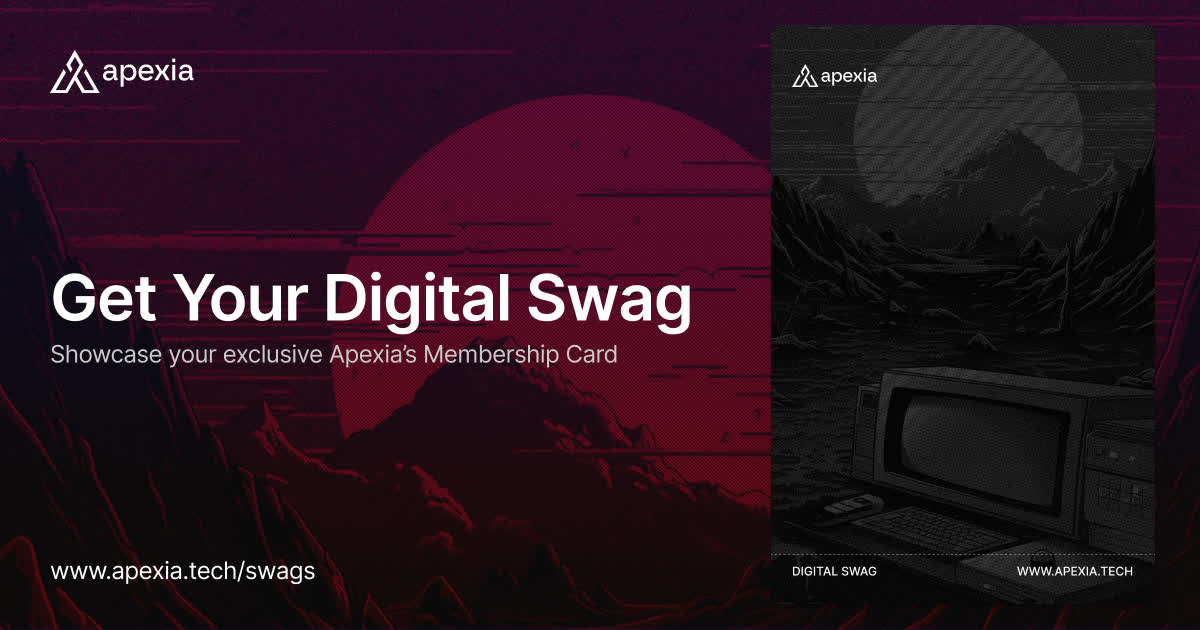 apexia
Get Your Digital Swag
Showcase your exclusive Apexia’s Membership Card
www.apexia.tech/swags
apexia
DIGITAL SWAG
WWW.APEXIA.TECH